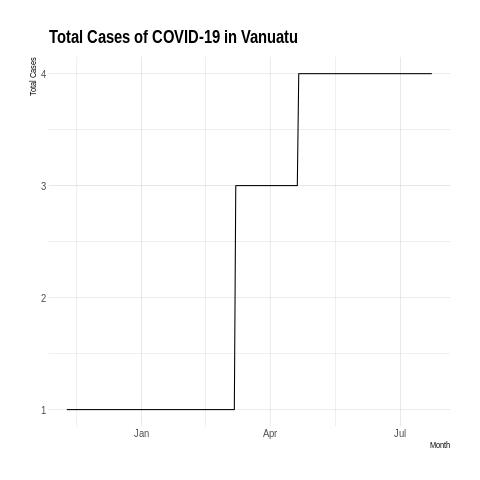 Total Cases of COVID-19 in Vanuatu
Total Cases
4
3
2
1
Jan Apr Jul
Month